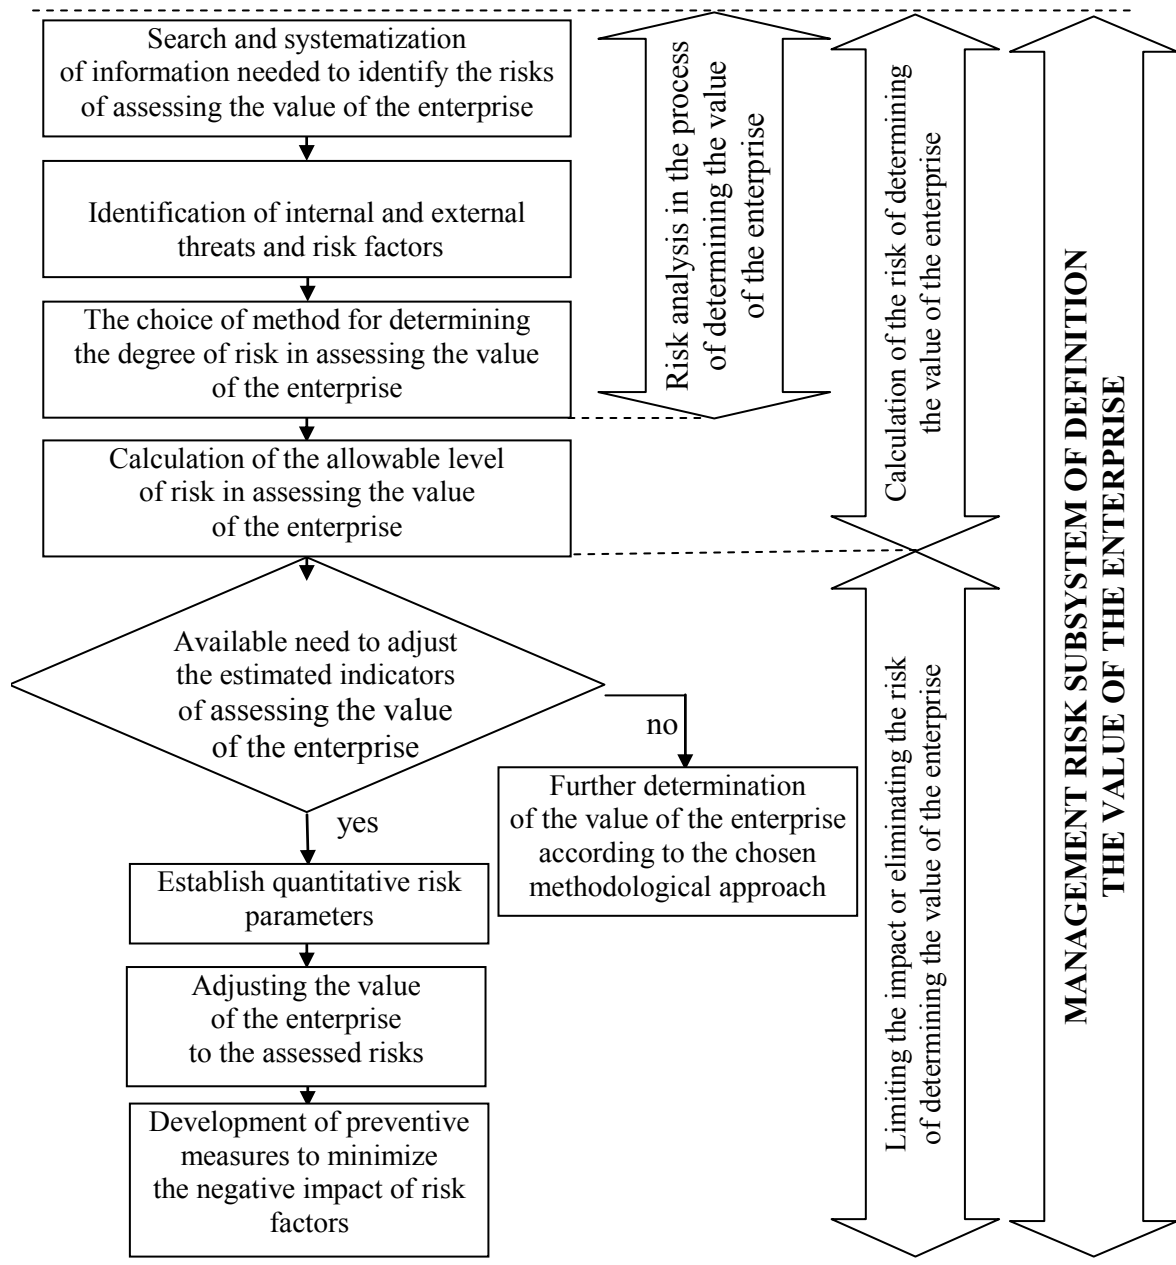 Search and systematization
of information needed to identify the risks
of assessing the value of the enterprise
Identification of internal and external
threats and risk factors
The choice of method for determining
the degree of risk in assessing the value
of the enterprise
Calculation of the allowable level
of risk in assessing the value
of the enterprise
Available need to adjust
the estimated indicators
of assessing the value
of the enterprise
no
yes
Further determination
of the value of the enterprise
according to the chosen
methodological approach
Establish quantitative risk
parameters
Adjusting the value
of the enterprise
to the assessed risks
Development of preventive
measures to minimize
the negative impact of risk
factors
Risk analysis in the process
of determining the value
of the enterprise
Calculation of the risk of determining
the value of the enterprise
Limiting the impact or eliminating the risk
of determining the value of the enterprise
MANAGEMENT RISK SUBSYSTEM OF DEFINITION
THE VALUE OF THE ENTERPRISE